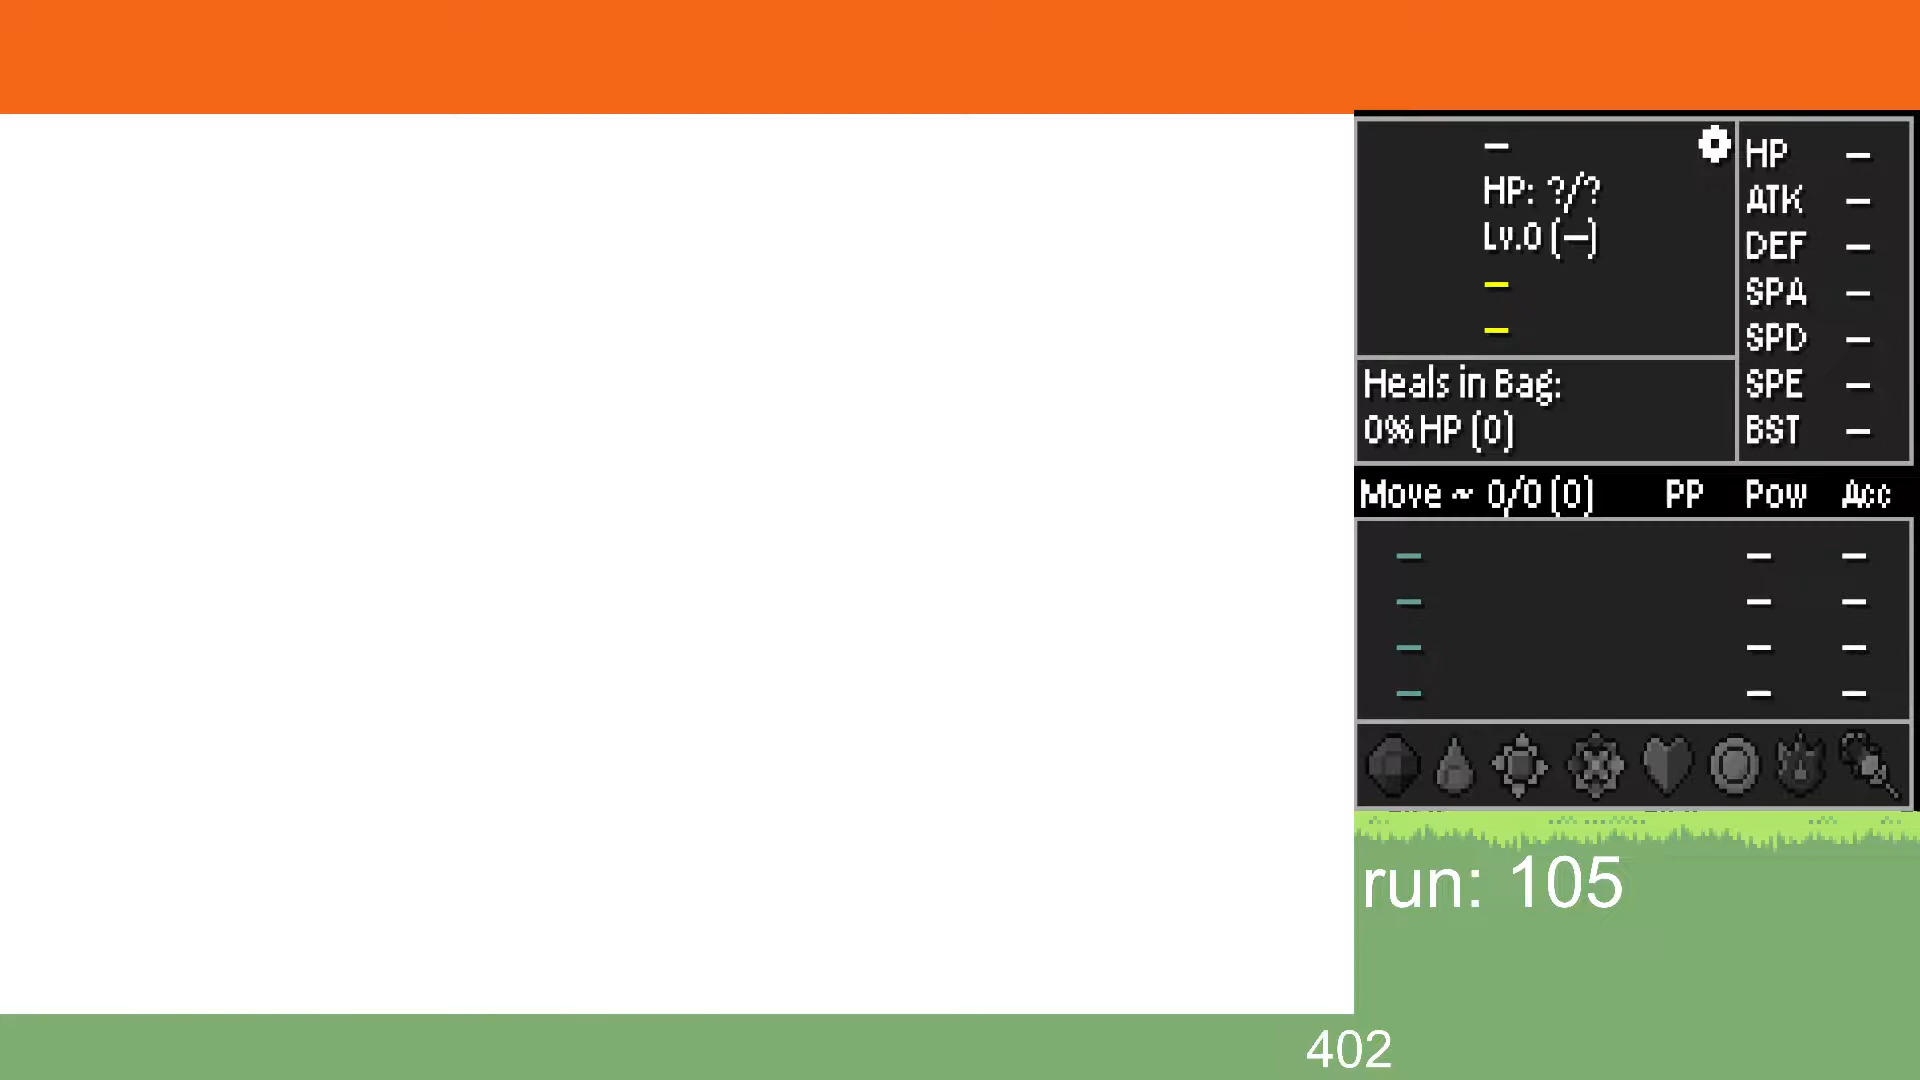 —
HP: ?/?
Lv.0 (—)
—
—
HP —
ATK —
DEF —
SPA —
SPD —
SPE —
BST —
Heals in Bag:
0% HP (0)
Move ~ 0/0 (0) PP Pow Acc
— — —
— — —
— — —
— — —
run: 105
402